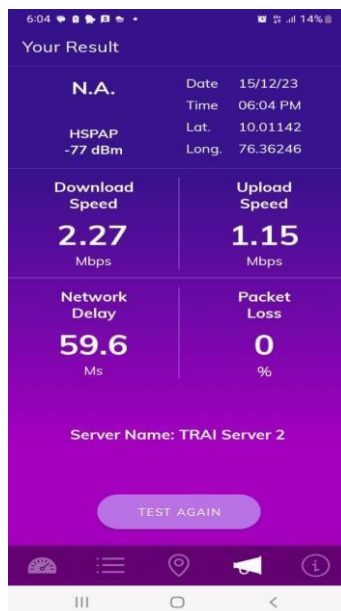 6:04 14%
Your Result
N.A.
HSPAP
-77 dBm
Date 15/12/23
Time 06:04 PM
Lat. 10.01142
Long. 76.36246
Download
Speed
2.27
Mbps
Upload
Speed
1.15
Mbps
Network
Delay
59.6
Ms
Packet
Loss
0
%
Server Name: TRAI Server 2
TEST AGAIN